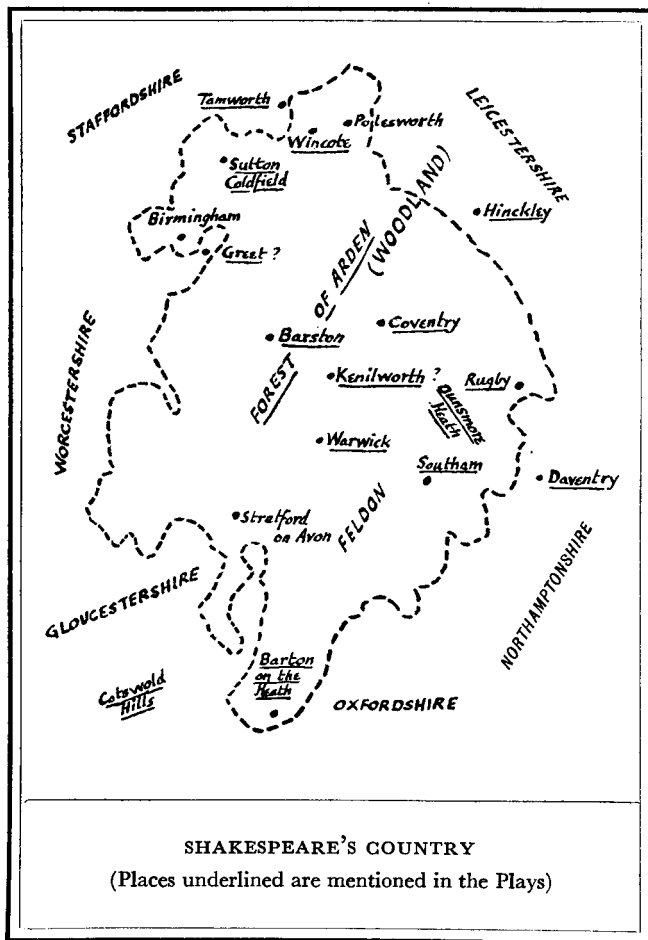 STAFFORDSHIRE
Tamworth
Polesworth
Wincote
LEICESTERSHIRE
Sutton
Coldfield
Hinckley
Birmingham
Greet ?
FOREST OF ARDEN
(WOODLAND)
Coventry
Barston
Kenilworth ?
Rugby
Dunsmore
Heath
WORCESTERSHIRE
Warwick
Southam
Daventry
Stratford
on Avon
FELDON
GLOUCESTERSHIRE
NORTHAMPTONSHIRE
Barton
on the
Heath
Cotswold
Hills
OXFORDSHIRE
SHAKESPEARE'S COUNTRY
(Places underlined are mentioned in the Plays)